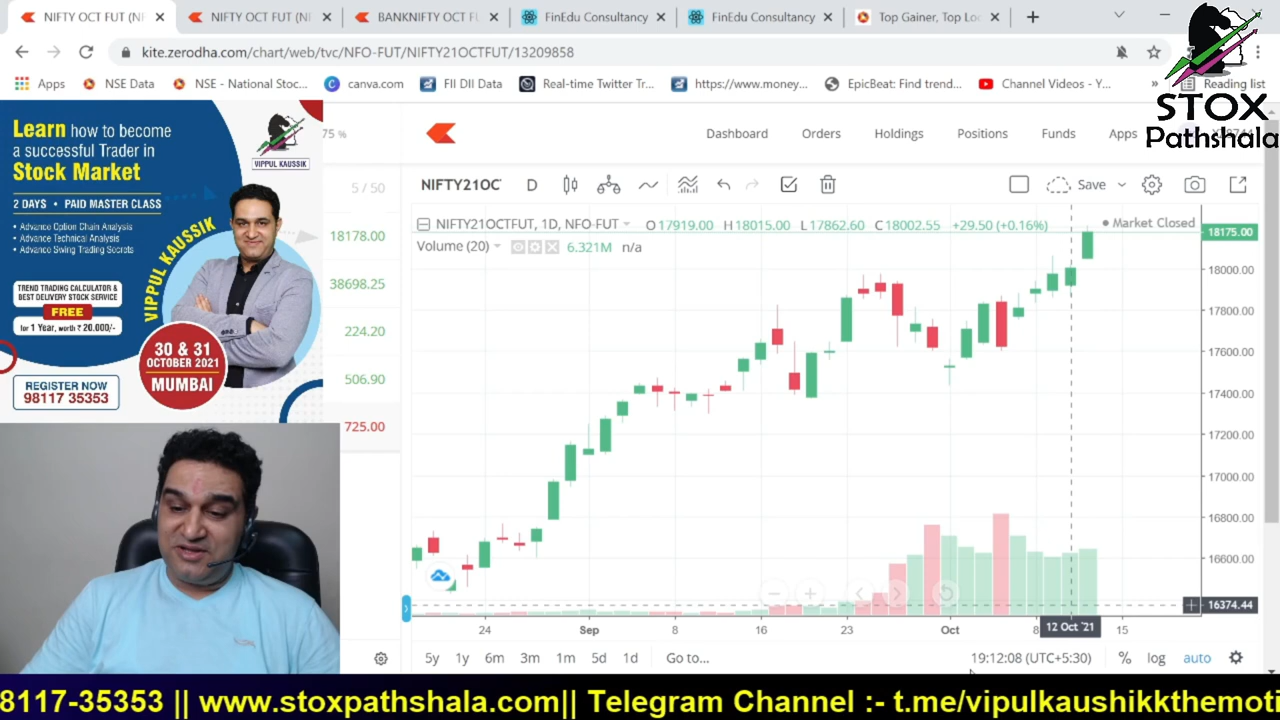 NIFTY OCT FUT (NF
NIFTY OCT FUT (NI
BANKNIFTY OCT F
FinEdu Consultancy
FinEdu Consultancy
Top Gainer, Top Lo
kite.zerodha.com/chart/web/tvc/NFO-FUT/NIFTY21OCTFUT/13209858
Apps
NSE Data
NSE - National Stoc...
canva.com
FII DII Data
Real-time Twitter Tr...
https://www.money...
EpicBeat: Find trend...
Channel Videos - Y...
»
Reading list
STOX
Pathshala
Learn how to become
a successful Trader in
Stock Market
2 DAYS • PAID MASTER CLASS
• Advance Option Chain Analysis
• Advance Technical Analysis
• Advance Swing Trading Secrets
TREND TRADING CALCULATOR &
BEST DELIVERY STOCK SERVICE
FREE
for 1 Year, worth ₹ 20.000/-
VIPPUL KAUSSIK
VIPPUL KAUSSIK
30 & 31
OCTOBER 2021
MUMBAI
REGISTER NOW
98117 35353
75 %
5 / 50
18178.00
38698.25
224.20
506.90
725.00
Dashboard
Orders
Holdings
Positions
Funds
Apps
NIFTY21OC
D
Save
NIFTY21OCTFUT, 1D, NFO-FUT
O17919.00 H18015.00 L17862.60 C18002.55 +29.50 (+0.16%)
Market Closed
Volume (20)
6.321M n/a
18175.00
18000.00
17800.00
17600.00
17400.00
17200.00
17000.00
16800.00
16600.00
16374.44
24
Sep
8
16
23
Oct
8
12 Oct '21
15
5y
1y
6m
3m
1m
5d
1d
Go to...
19:12:08 (UTC+5:30)
%
log
auto
98117-35353 || www.stoxpathshala.com|| Telegram Channel :- t.me/vipulkaushikkthemoti